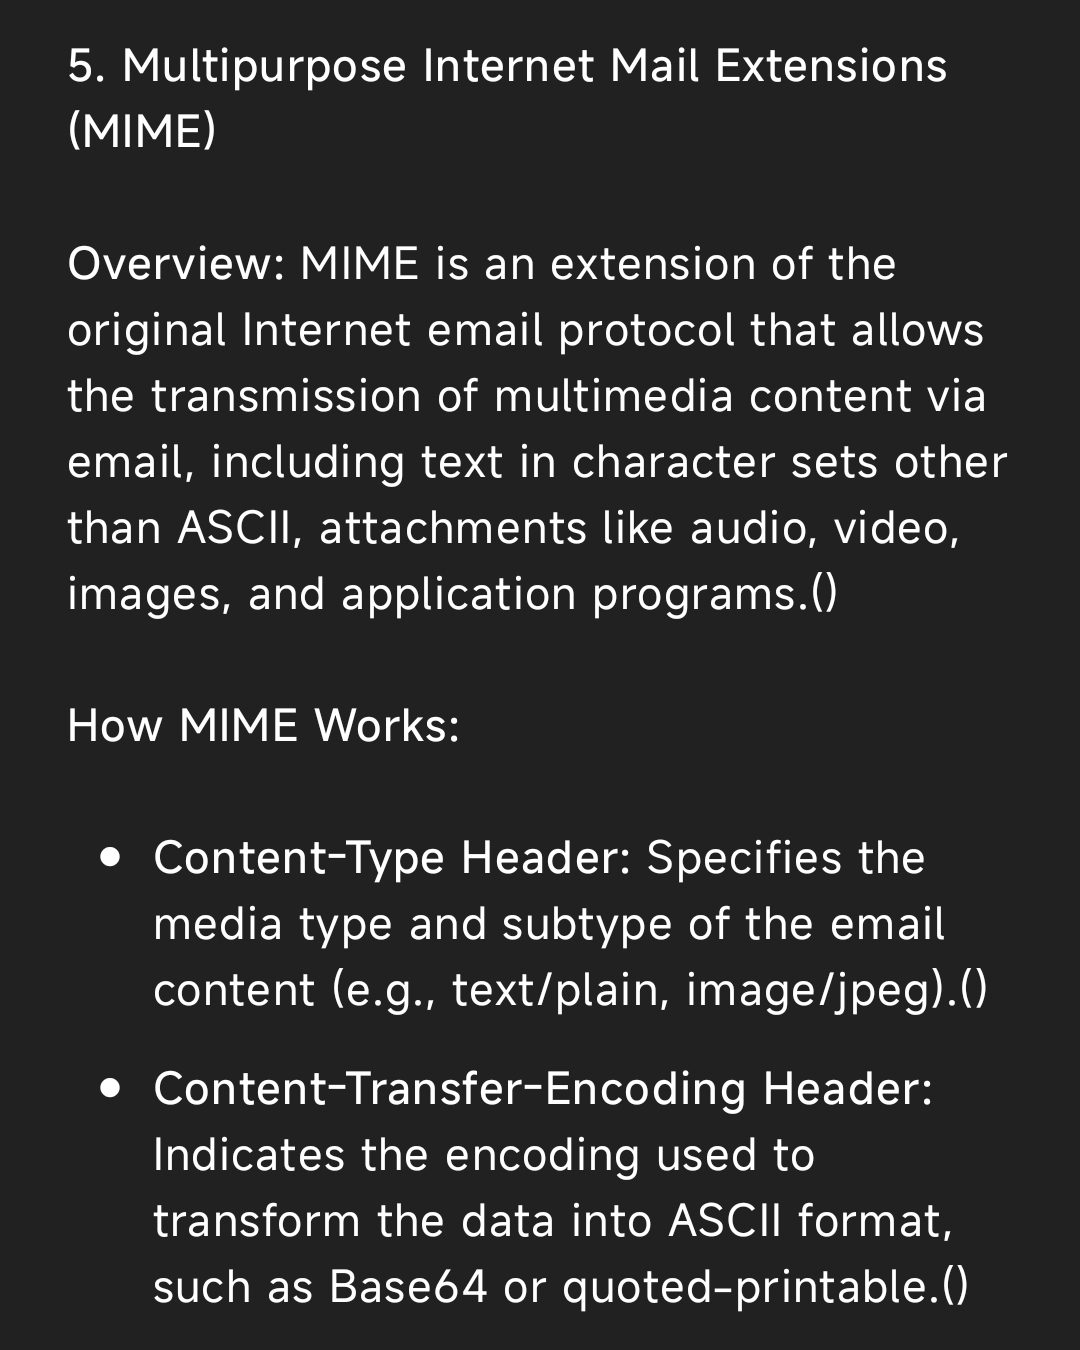 5. Multipurpose Internet Mail Extensions
(MIME)
Overview: MIME is an extension of the
original Internet email protocol that allows
the transmission of multimedia content via
email, including text in character sets other
than ASCII, attachments like audio, video,
images, and application programs.()
How MIME Works:
• Content-Type Header: Specifies the
media type and subtype of the email
content (e.g., text/plain, image/jpeg).()
• Content-Transfer-Encoding Header:
Indicates the encoding used to
transform the data into ASCII format,
such as Base64 or quoted-printable.()